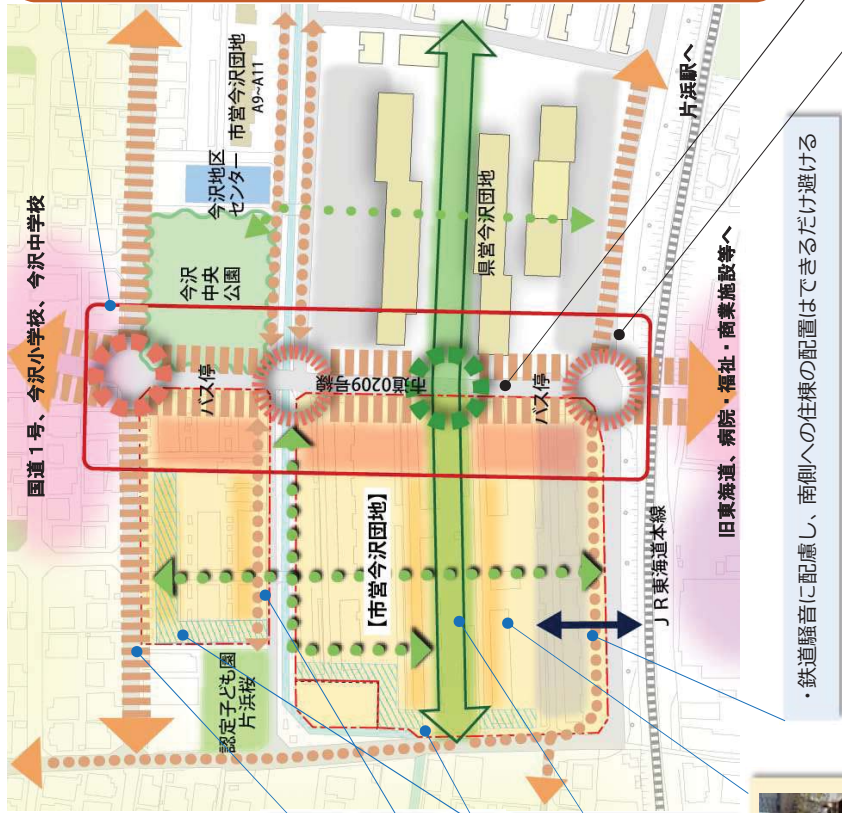 国道1号、今沢小学校、今沢中学校
市営今沢団地
A9~A11
今沢地区
センター
今沢
中央
公園
バス停
市道0209号線
県営今沢団地
片浜駅へ
【市営今沢団地】
バス停
認定子ども園
片浜桜
JR東海道本線
旧東海道、病院・福祉・商業施設等へ
・鉄道騒音に配慮し、南側への住棟の配置はできるだけ避ける